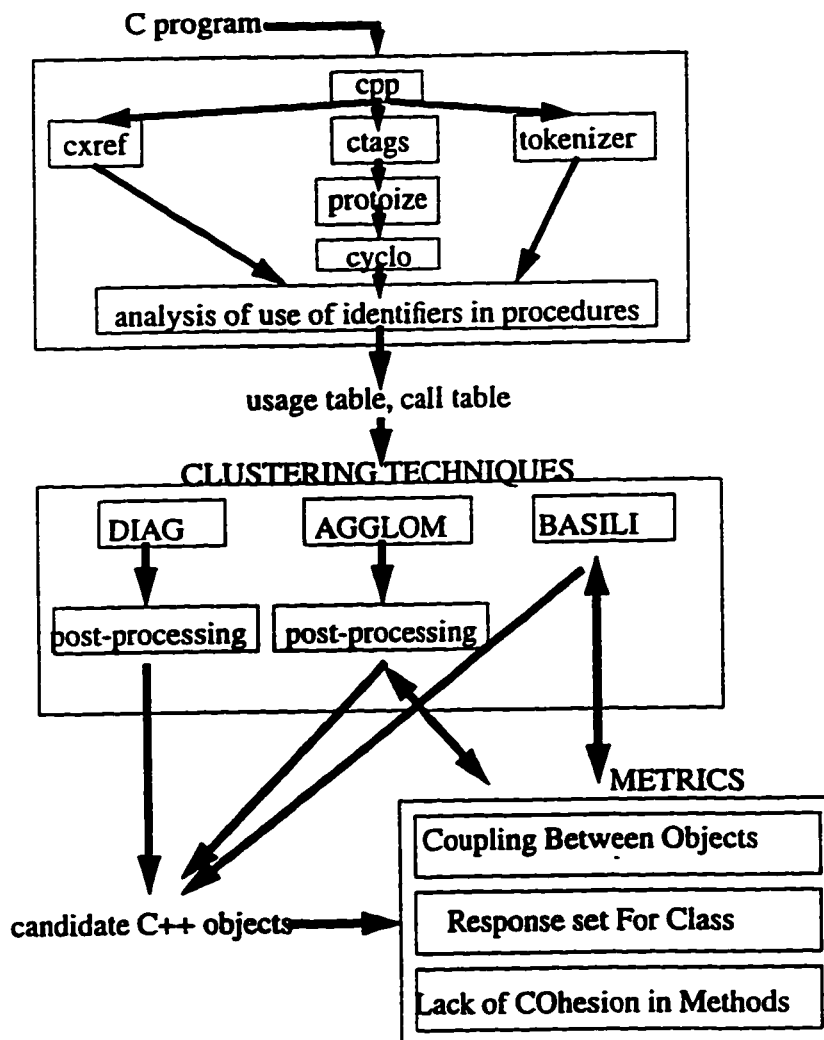 C program
cpp
cxref
ctags
tokenizer
protoize
cyclo
analysis of use of identifiers in procedures
usage table, call table
CLUSTERING TECHNIQUES
DIAG
AGGLOM
BASILI
post-processing
post-processing
METRICS
Coupling Between Objects
candidate C++ objects
Response set For Class
Lack of COhesion in Methods